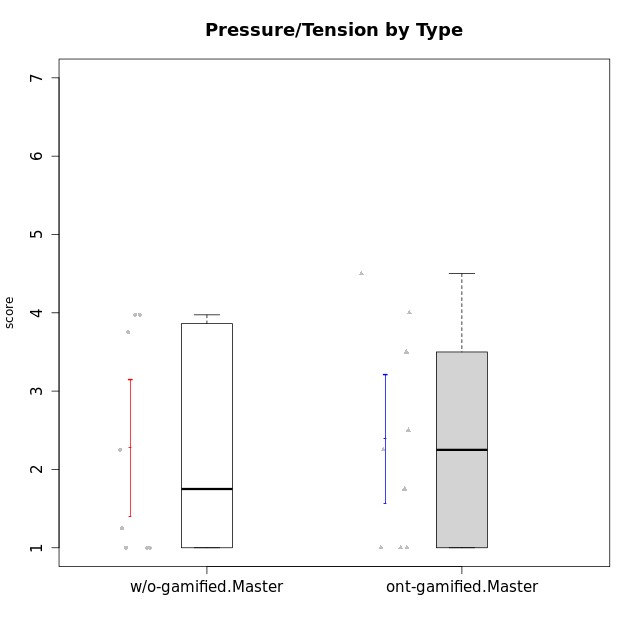 Pressure/Tension by Type
7
6
5
4
3
2
1
score
w/o-gamified.Master
ont-gamified.Master